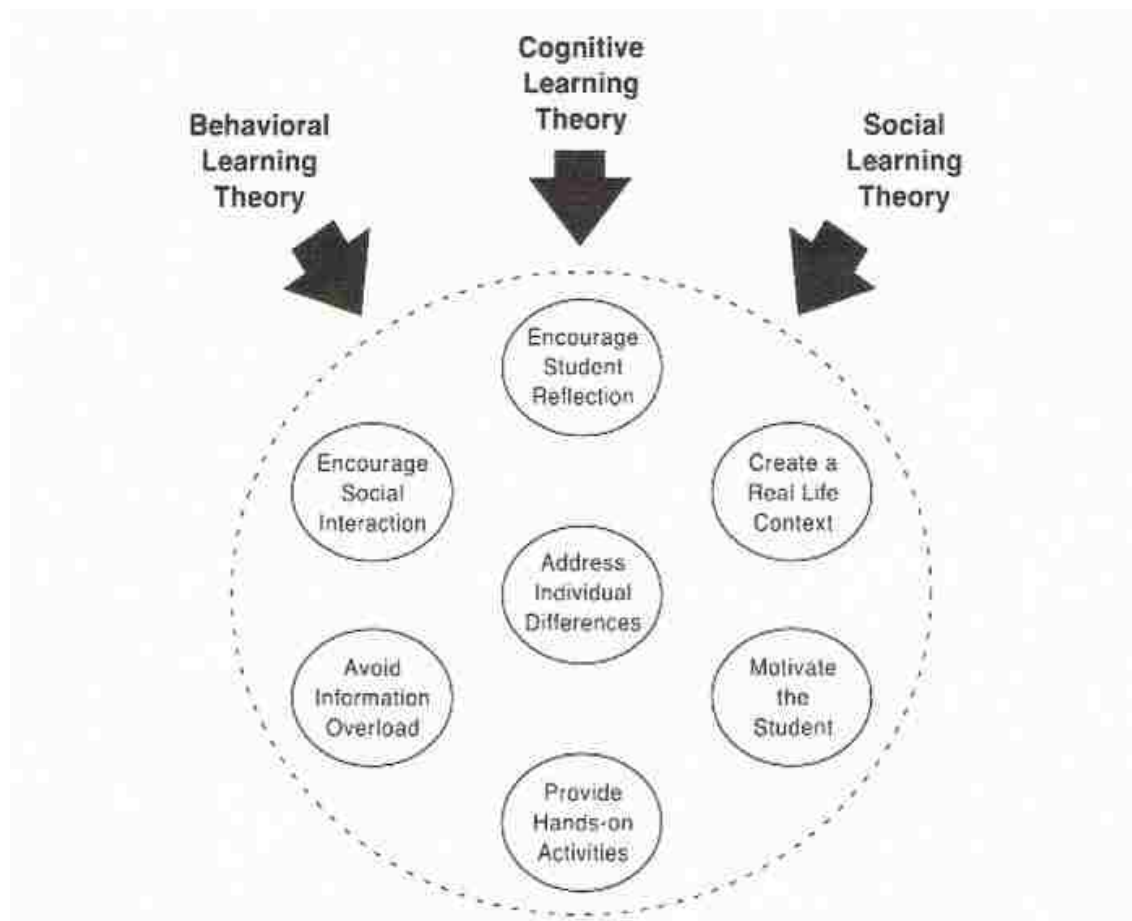 Cognitive
Learning
Theory
Behavioral
Learning
Theory
Social
Learning
Theory
Encourage
Student
Reflection
Encourage
Social
Interaction
Create a
Real Life
Context
Address
Individual
Differences
Avoid
Information
Overload
Motivate
the
Student
Provide
Hands-on
Activities